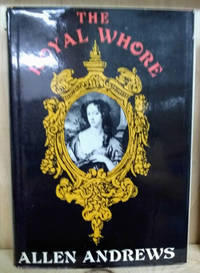 THE
ROYAL WHORE
ALLEN ANDREWS